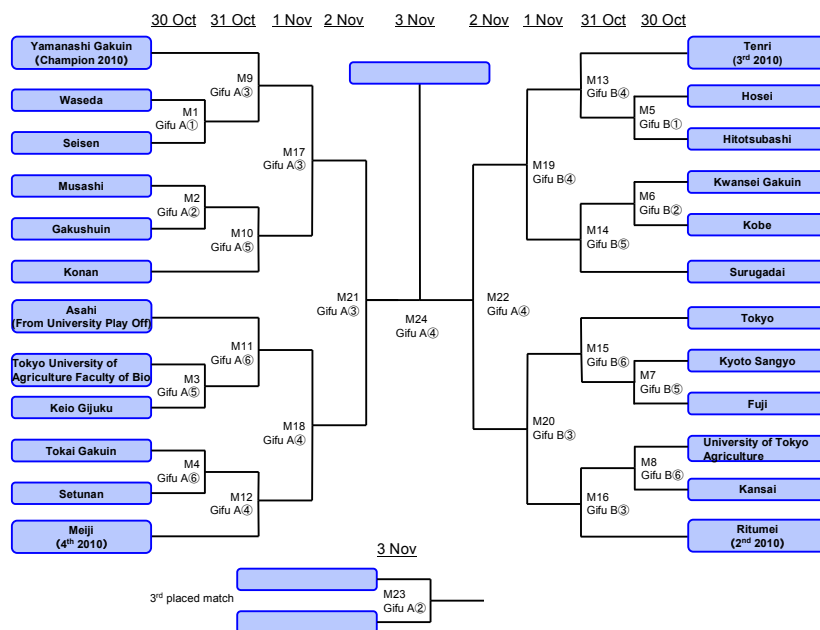 30 Oct 31 Oct 1 Nov 2 Nov 3 Nov 2 Nov 1 Nov 31 Oct 30 Oct
Yamanashi Gakuin
(Champion 2010)
Waseda
Seisen
Musashi
Gakushuin
Konan
Asahi
(From University Play Off)
Tokyo University of
Agriculture Faculty of Bio
Keio Gijuku
Tokai Gakuin
Setunan
Meiji
(4th 2010)
M1
Gifu A①
M2
Gifu A②
M3
Gifu A⑤
M4
Gifu A⑥
M9
Gifu A③
M10
Gifu A⑤
M11
Gifu A⑥
M12
Gifu A④
M17
Gifu A③
M18
Gifu A④
M21
Gifu A③
M24
Gifu A④
M22
Gifu A④
M19
Gifu B④
M20
Gifu B③
M13
Gifu B④
M14
Gifu B⑤
M15
Gifu B⑥
M16
Gifu B③
M5
Gifu B①
M6
Gifu B②
M7
Gifu B⑤
M8
Gifu B⑥
Tenri
(3rd 2010)
Hosei
Hitotsubashi
Kwansei Gakuin
Kobe
Surugadai
Tokyo
Kyoto Sangyo
Fuji
University of Tokyo
Agriculture
Kansai
Ritumei
(2nd 2010)
3 Nov
3rd placed match
M23
Gifu A②